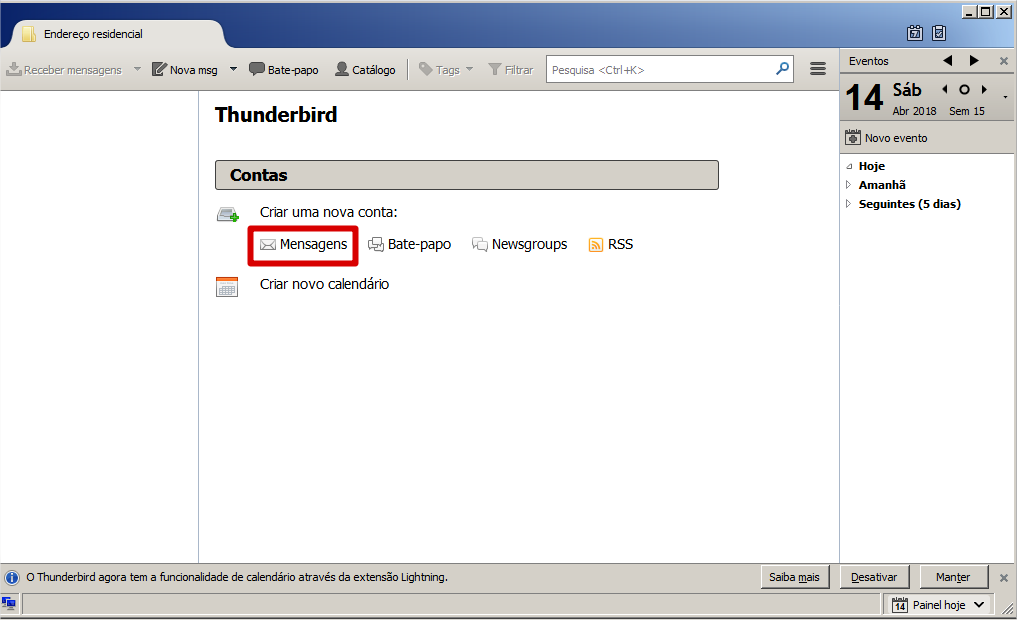 Endereço residencial
Receber mensagens Nova msg Bate-papo Catálogo Tags Filtrar Pesquisa <Ctrl+K>
Thunderbird
Contas
Criar uma nova conta:
Mensagens Bate-papo Newsgroups RSS
Criar novo calendário
Eventos
14 Sáb
Abr 2018 Sem 15
Novo evento
Hoje
Amanhã
Seguintes (5 dias)
O Thunderbird agora tem a funcionalidade de calendário através da extensão Lightning. Saiba mais Desativar Manter
14 Painel hoje